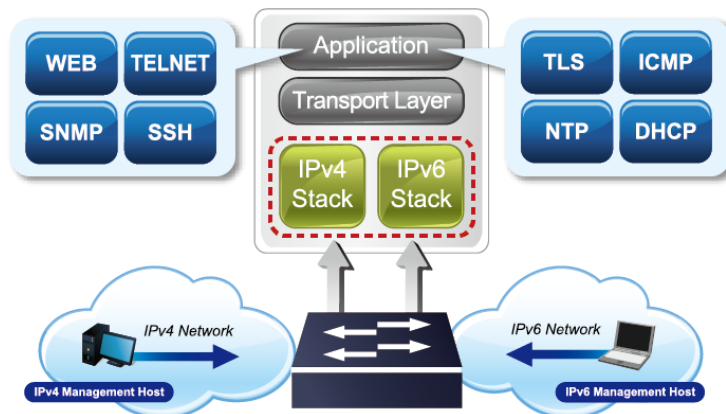 WEB
TELNET
SNMP
SSH
Application
Transport Layer
IPv4
Stack
IPv6
Stack
TLS
ICMP
NTP
DHCP
IPv4 Network
IPv4 Management Host
IPv6 Network
IPv6 Management Host